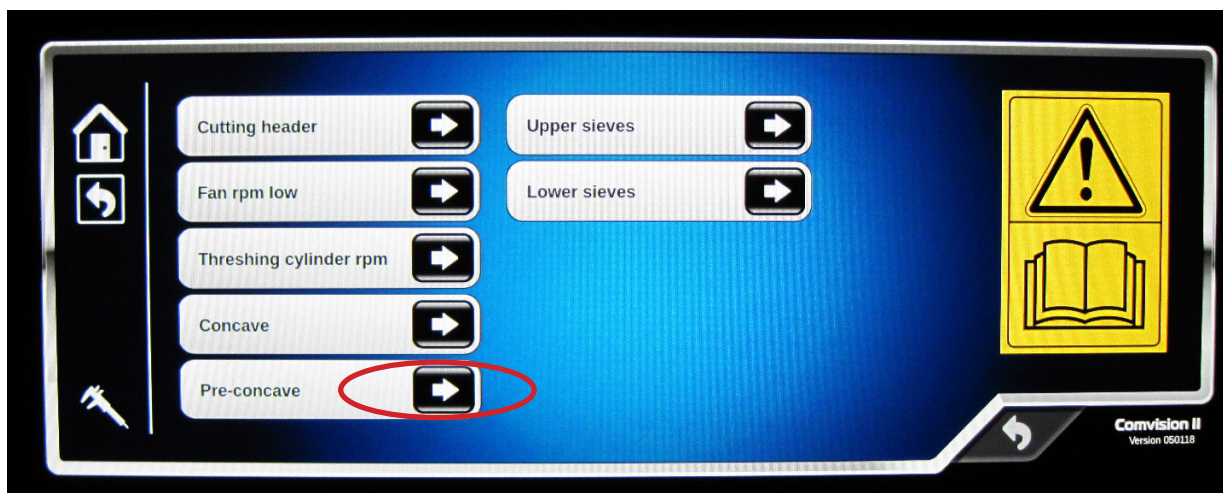 Cutting header
Fan rpm low
Threshing cylinder rpm
Concave
Pre-concave
Upper sieves
Lower sieves
Comvision II
Version 050118